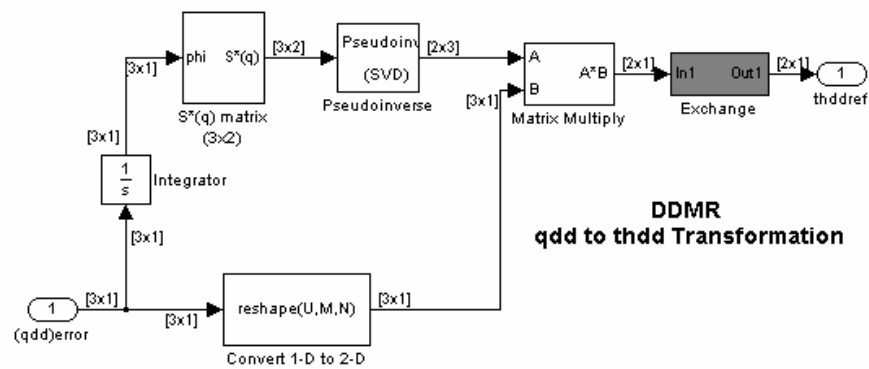 [3x1]
phi
S*(q)
S*(q) matrix
(3x2)
[3x2]
(SVD)
Pseudoinverse
[2x3]
A
B
A*B
Matrix Multiply
[3x1]
[2x1]
In1
Out1
Exchange
[2x1]
1
thddref
[3x1]
1
s
Integrator
[3x1]
DDMR
qdd to thdd Transformation
1
(qdd)error
[3x1]
[3x1]
reshape(U,M,N)
Convert 1-D to 2-D
[3x1]